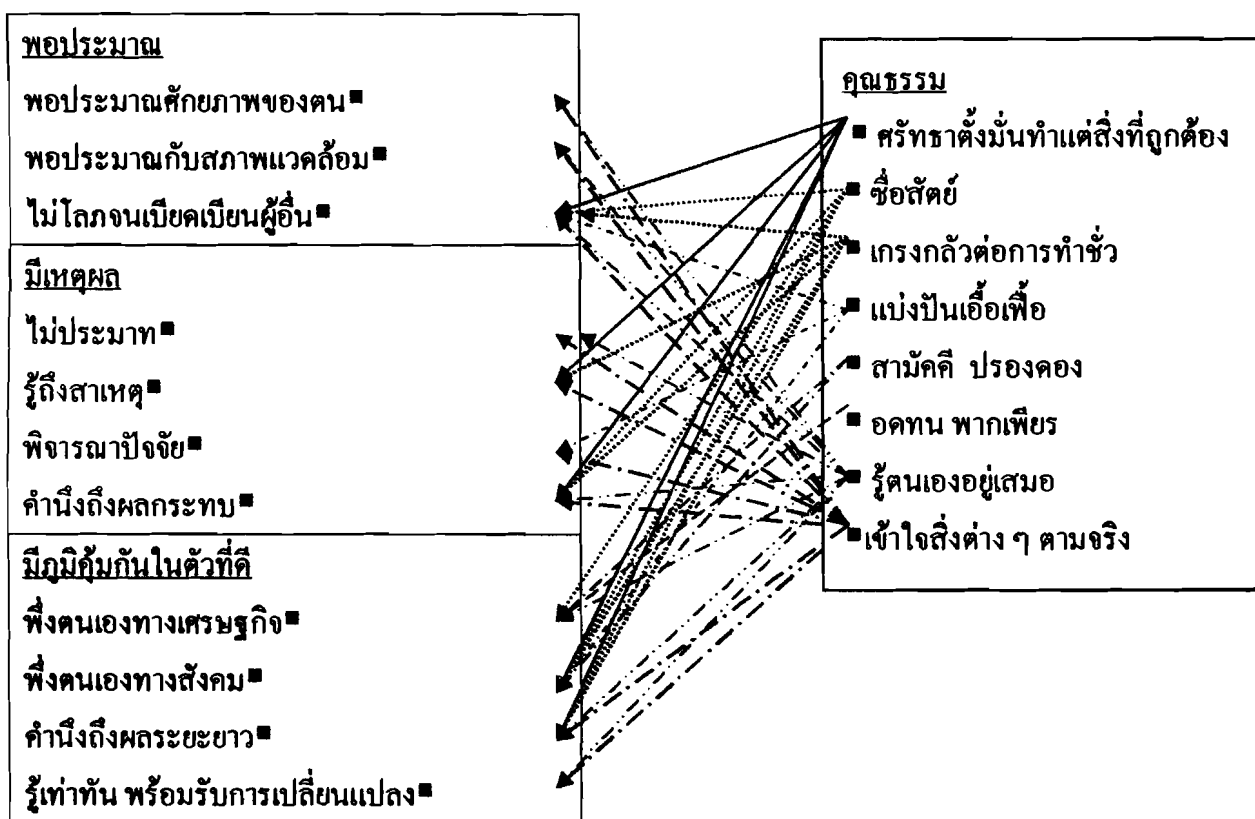 พอประมาณ
พอประมาณศักยภาพของตน
พอประมาณกับสภาพแวดล้อม
ไม่โลภจนเบียดเบียนผู้อื่น
มีเหตุผล
ไม่ประมาท
รู้ถึงสาเหตุ
พิจารณาปัจจัย
คำนึงถึงผลกระทบ
มีภูมิคุ้มกันในตัวที่ดี
พึ่งตนเองทางเศรษฐกิจ
พึ่งตนเองทางสังคม
คำนึงถึงผลระยะยาว
รู้เท่าทัน พร้อมรับการเปลี่ยนแปลง
คุณธรรม
ศรัทธาตั้งมั่นทำแต่สิ่งที่ถูกต้อง
ซื่อสัตย์
เกรงกลัวต่อการทำชั่ว
แบ่งปันเอื้อเฟื้อ
สามัคคี ปรองดอง
อดทน พากเพียร
รู้ตนเองอยู่เสมอ
เข้าใจสิ่งต่าง ๆ ตามจริง